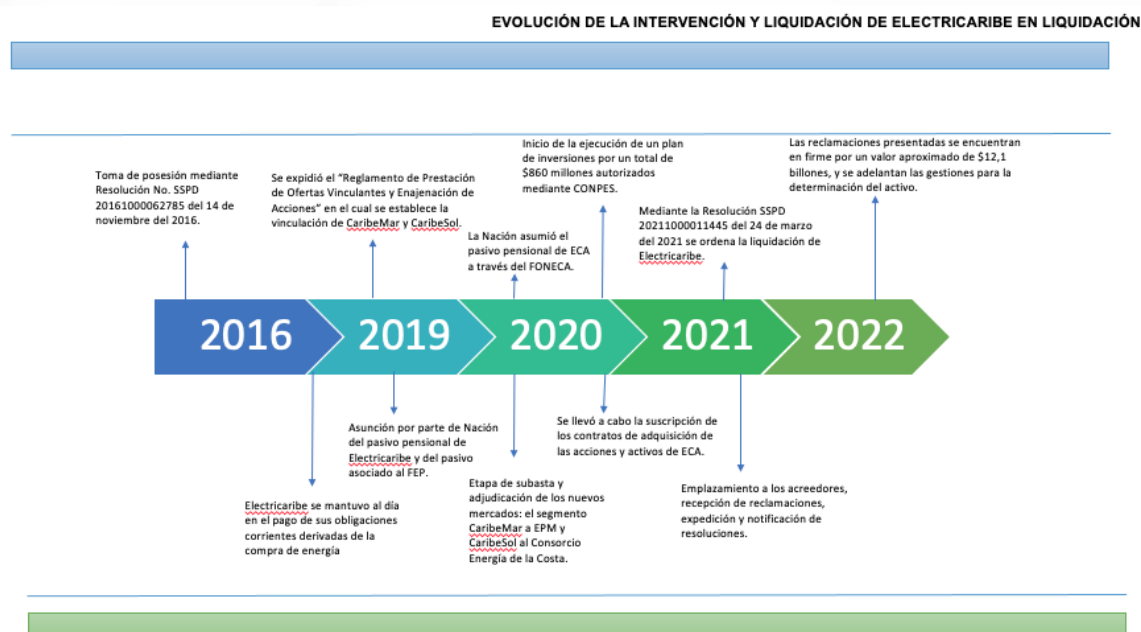 EVOLUCIÓN DE LA INTERVENCIÓN Y LIQUIDACIÓN DE ELECTRICARIBE EN LIQUIDACIÓN
Toma de posesión mediante
Resolución No. SSPD
20161000062785 del 14 de
noviembre del 2016.
Se expidió el “Reglamento de Prestación
de Ofertas Vinculantes y Enajenación de
Acciones” en el cual se establece la
vinculación de CaribeMar y CaribeSol.
La Nación asumió el
pasivo pensional de ECA
a través del FONECA.
Inicio de la ejecución de un plan
de inversiones por un total de
$860 millones autorizados
mediante CONPES.
Mediante la Resolución SSPD
20211000011445 del 24 de marzo
del 2021 se ordena la liquidación de
Electricaribe.
Las reclamaciones presentadas se encuentran
en firme por un valor aproximado de $12,1
billones, y se adelantan las gestiones para la
determinación del activo.
2016
2019
2020
2021
2022
Electricaribe se mantuvo al día
en el pago de sus obligaciones
corrientes derivadas de la
compra de energía
Asunción por parte de Nación
del pasivo pensional de
Electricaribe y del pasivo
asociado al FEP.
Etapa de subasta y
adjudicación de los nuevos
mercados: el segmento
CaribeMar a EPM y
CaribeSol al Consorcio
Energía de la Costa.
Se llevó a cabo la suscripción de
los contratos de adquisición de
las acciones y activos de ECA.
Emplazamiento a los acreedores,
recepción de reclamaciones,
expedición y notificación de
resoluciones.